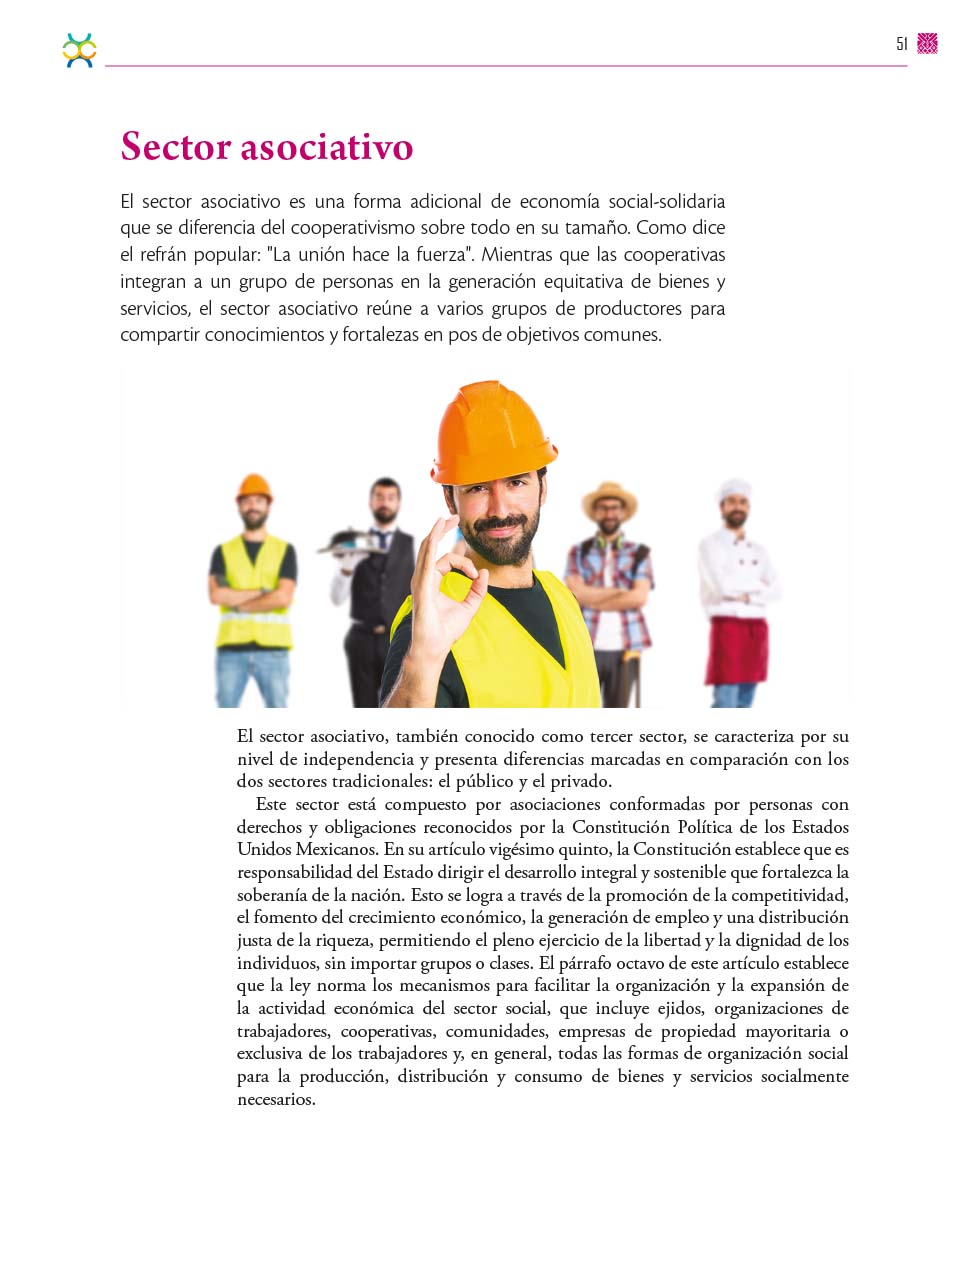 51
Sector asociativo
El sector asociativo es una forma adicional de economía social-solidaria
que se diferencia del cooperativismo sobre todo en su tamaño. Como dice
el refrán popular: "La unión hace la fuerza". Mientras que las cooperativas
integran a un grupo de personas en la generación equitativa de bienes y
servicios, el sector asociativo reúne a varios grupos de productores para
compartir conocimientos y fortalezas en pos de objetivos comunes.
El sector asociativo, también conocido como tercer sector, se caracteriza por su
nivel de independencia y presenta diferencias marcadas en comparación con los
dos sectores tradicionales: el público y el privado.
Este sector está compuesto por asociaciones conformadas por personas con
derechos y obligaciones reconocidos por la Constitución Política de los Estados
Unidos Mexicanos. En su artículo vigésimo quinto, la Constitución establece que es
responsabilidad del Estado dirigir el desarrollo integral y sostenible que fortalezca la
soberanía de la nación. Esto se logra a través de la promoción de la competitividad,
el fomento del crecimiento económico, la generación de empleo y una distribución
justa de la riqueza, permitiendo el pleno ejercicio de la libertad y la dignidad de los
individuos, sin importar grupos o clases. El párrafo octavo de este artículo establece
que la ley norma los mecanismos para facilitar la organización y la expansión de
la actividad económica del sector social, que incluye ejidos, organizaciones de
trabajadores, cooperativas, comunidades, empresas de propiedad mayoritaria o
exclusiva de los trabajadores y, en general, todas las formas de organización social
para la producción, distribución y consumo de bienes y servicios socialmente
necesarios.